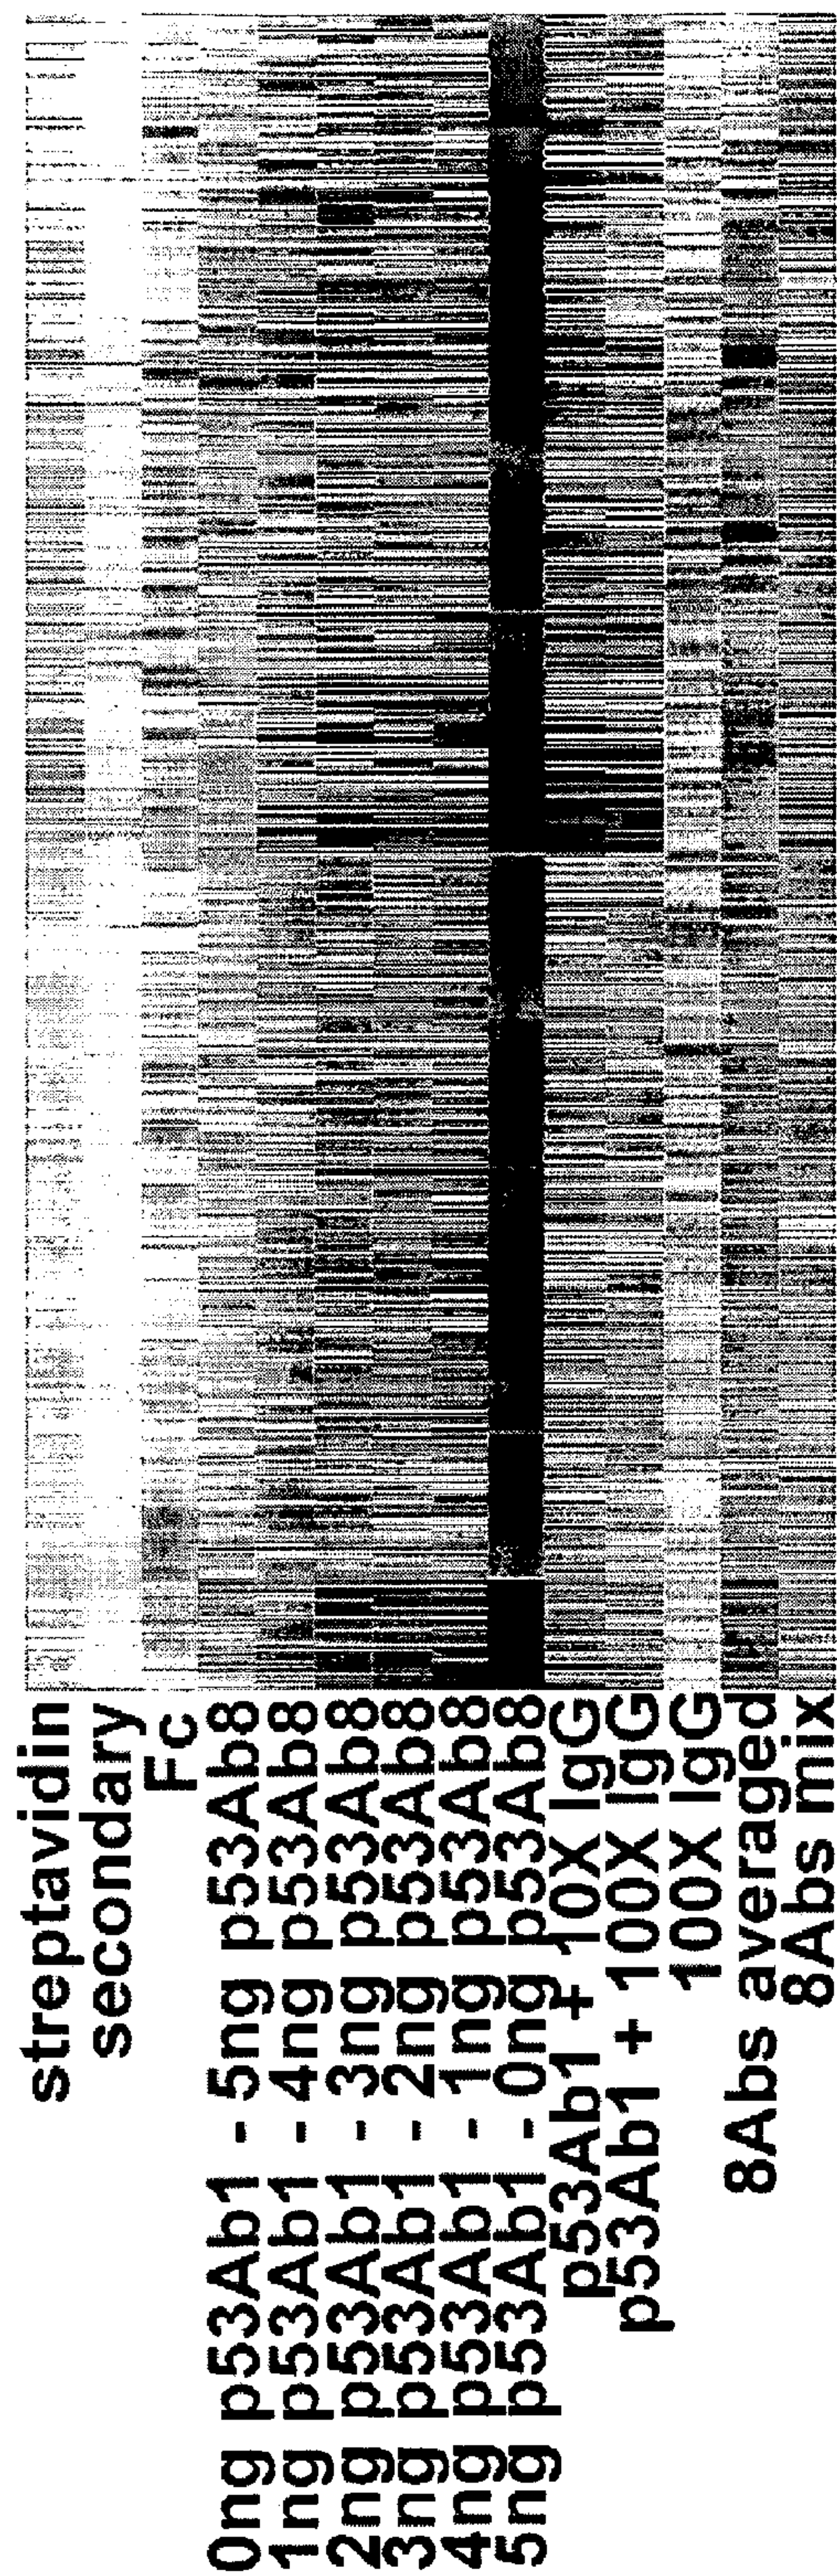 streptavidin
secondary
Fc
0ng p53Ab1 - 5ng p53Ab8
1ng p53Ab1 - 4ng p53Ab8
2ng p53Ab1 - 3ng p53Ab8
3ng p53Ab1 - 2ng p53Ab8
4ng p53Ab1 - 1ng p53Ab8
5ng p53Ab1 - 0ng p53Ab8
p53Ab1 + 10X IgG
p53Ab1 + 100X IgG
100X IgG
8Abs averaged
8Abs mix